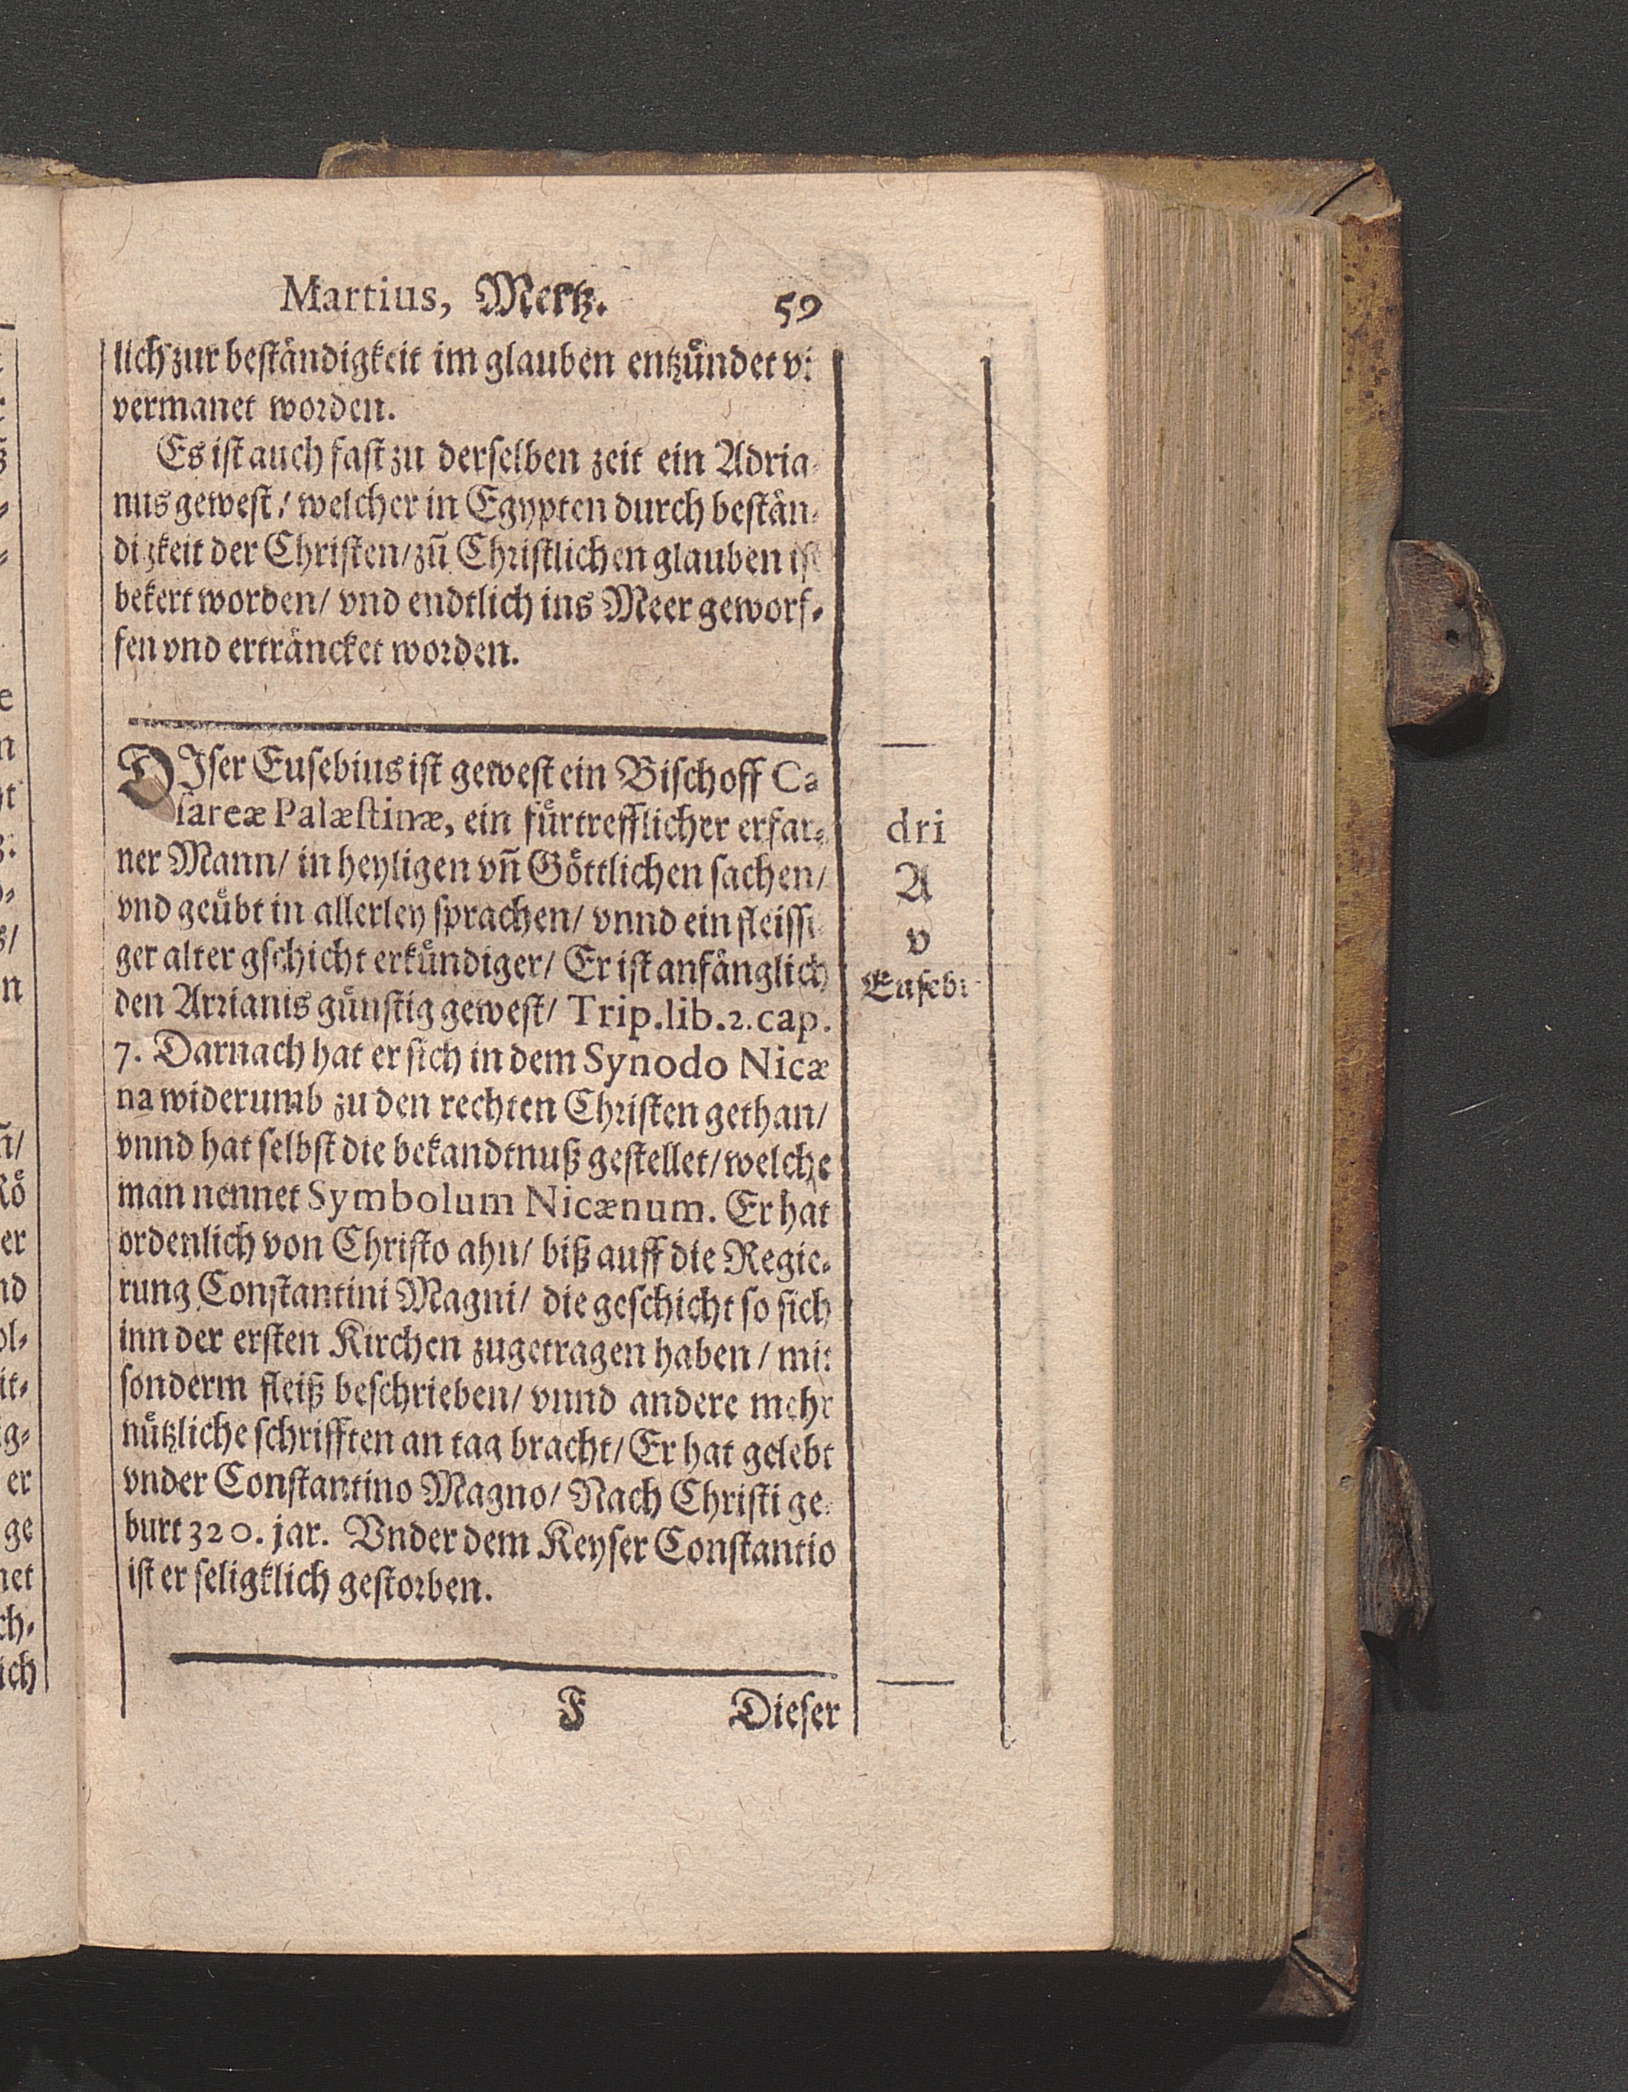 Martius, Mertz. 59
lich zur beständigkeit im glauben entzündet
vermanet worden.
Es ist auch fast zu derselben zeit ein Adria-
nus gewest / welcher in Egypten durch bestän-
digkeit der Christen / zū Christlichen glauben ist
bekert worden / vnd endtlich ins Meer geworf-
fen vnd ertråncket worden.
DJser Eusebius ist gewest ein Bischoff Cæ
sareæ Palæstinæ, ein fürtrefflicher erfar-
ner Mann / in heyligen vñ Göttlichen sachen /
vnd geübt in allerley sprachen / vnnd ein fleissi
ger alter gschicht erkündiger / Er ist anfänglich
den Arrianis günstig gewest / Trip. lib. 2. cap.
7. Darnach hat er sich in dem Synodo Nicæ
na widerumb zu den rechten Christen gethan /
vnnd hat selbst die bekandtnuß gestellet / welche
man nennet Symbolum Nicænum. Er hat
ordenlich von Christo ahn / biß auff die Regie-
rung Constantini Magni / die geschicht so sich
inn der ersten Kirchen zugetragen haben / mit
sonderm fleiß beschrieben / vnnd andere mehr
nützliche schrifften an tag bracht / Er hat gelebt
vnder Constantino Magno / Nach Christi ge-
burt 320. jar. Vnder dem Keyser Constantio
ist er seligklich gestorben.
F Dieser
dri
A
v
Eusebi